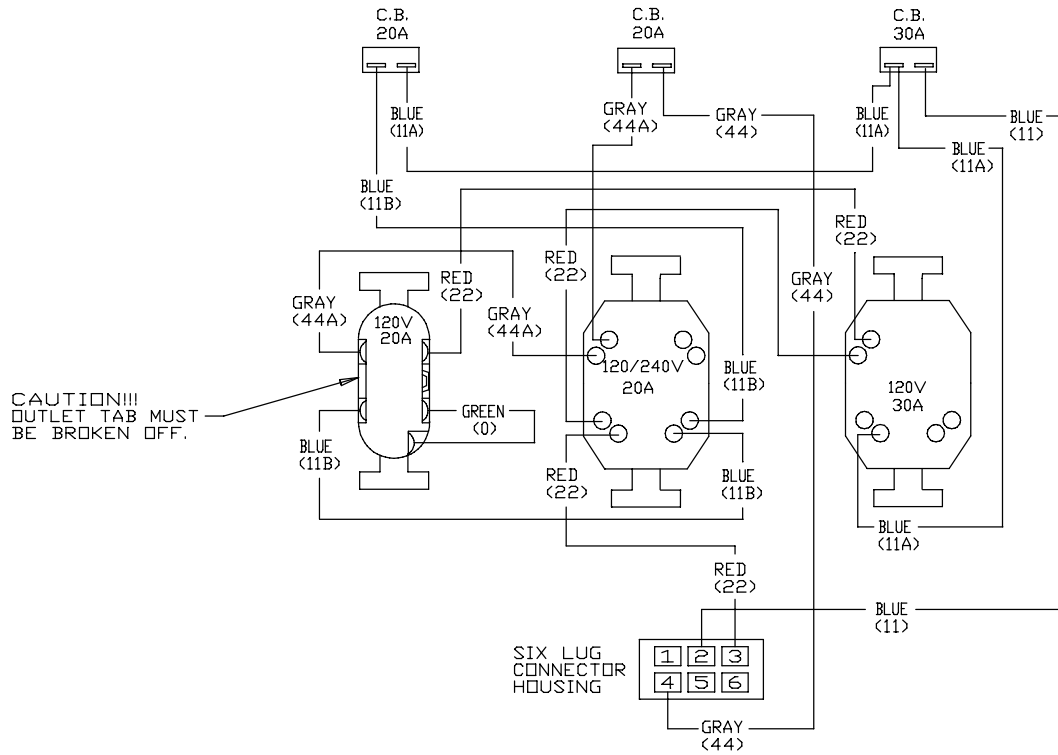 C.B.
20A
C.B.
20A
C.B.
30A
BLUE
(11A)
GRAY
(44A)
GRAY
(44)
BLUE
(11A)
BLUE
(11)
BLUE
(11A)
BLUE
(11B)
RED
(22)
RED
(22)
RED
(22)
GRAY
(44)
GRAY
(44A)
GRAY
(44A)
120V
20A
120/240V
20A
BLUE
(11B)
120V
30A
CAUTION!!!
OUTLET TAB MUST
BE BROKEN OFF.
GREEN
(0)
BLUE
(11B)
RED
(22)
BLUE
(11B)
BLUE
(11A)
RED
(22)
BLUE
(11)
SIX LUG
CONNECTOR
HOUSING
1 2 3
4 5 6
GRAY
(44)